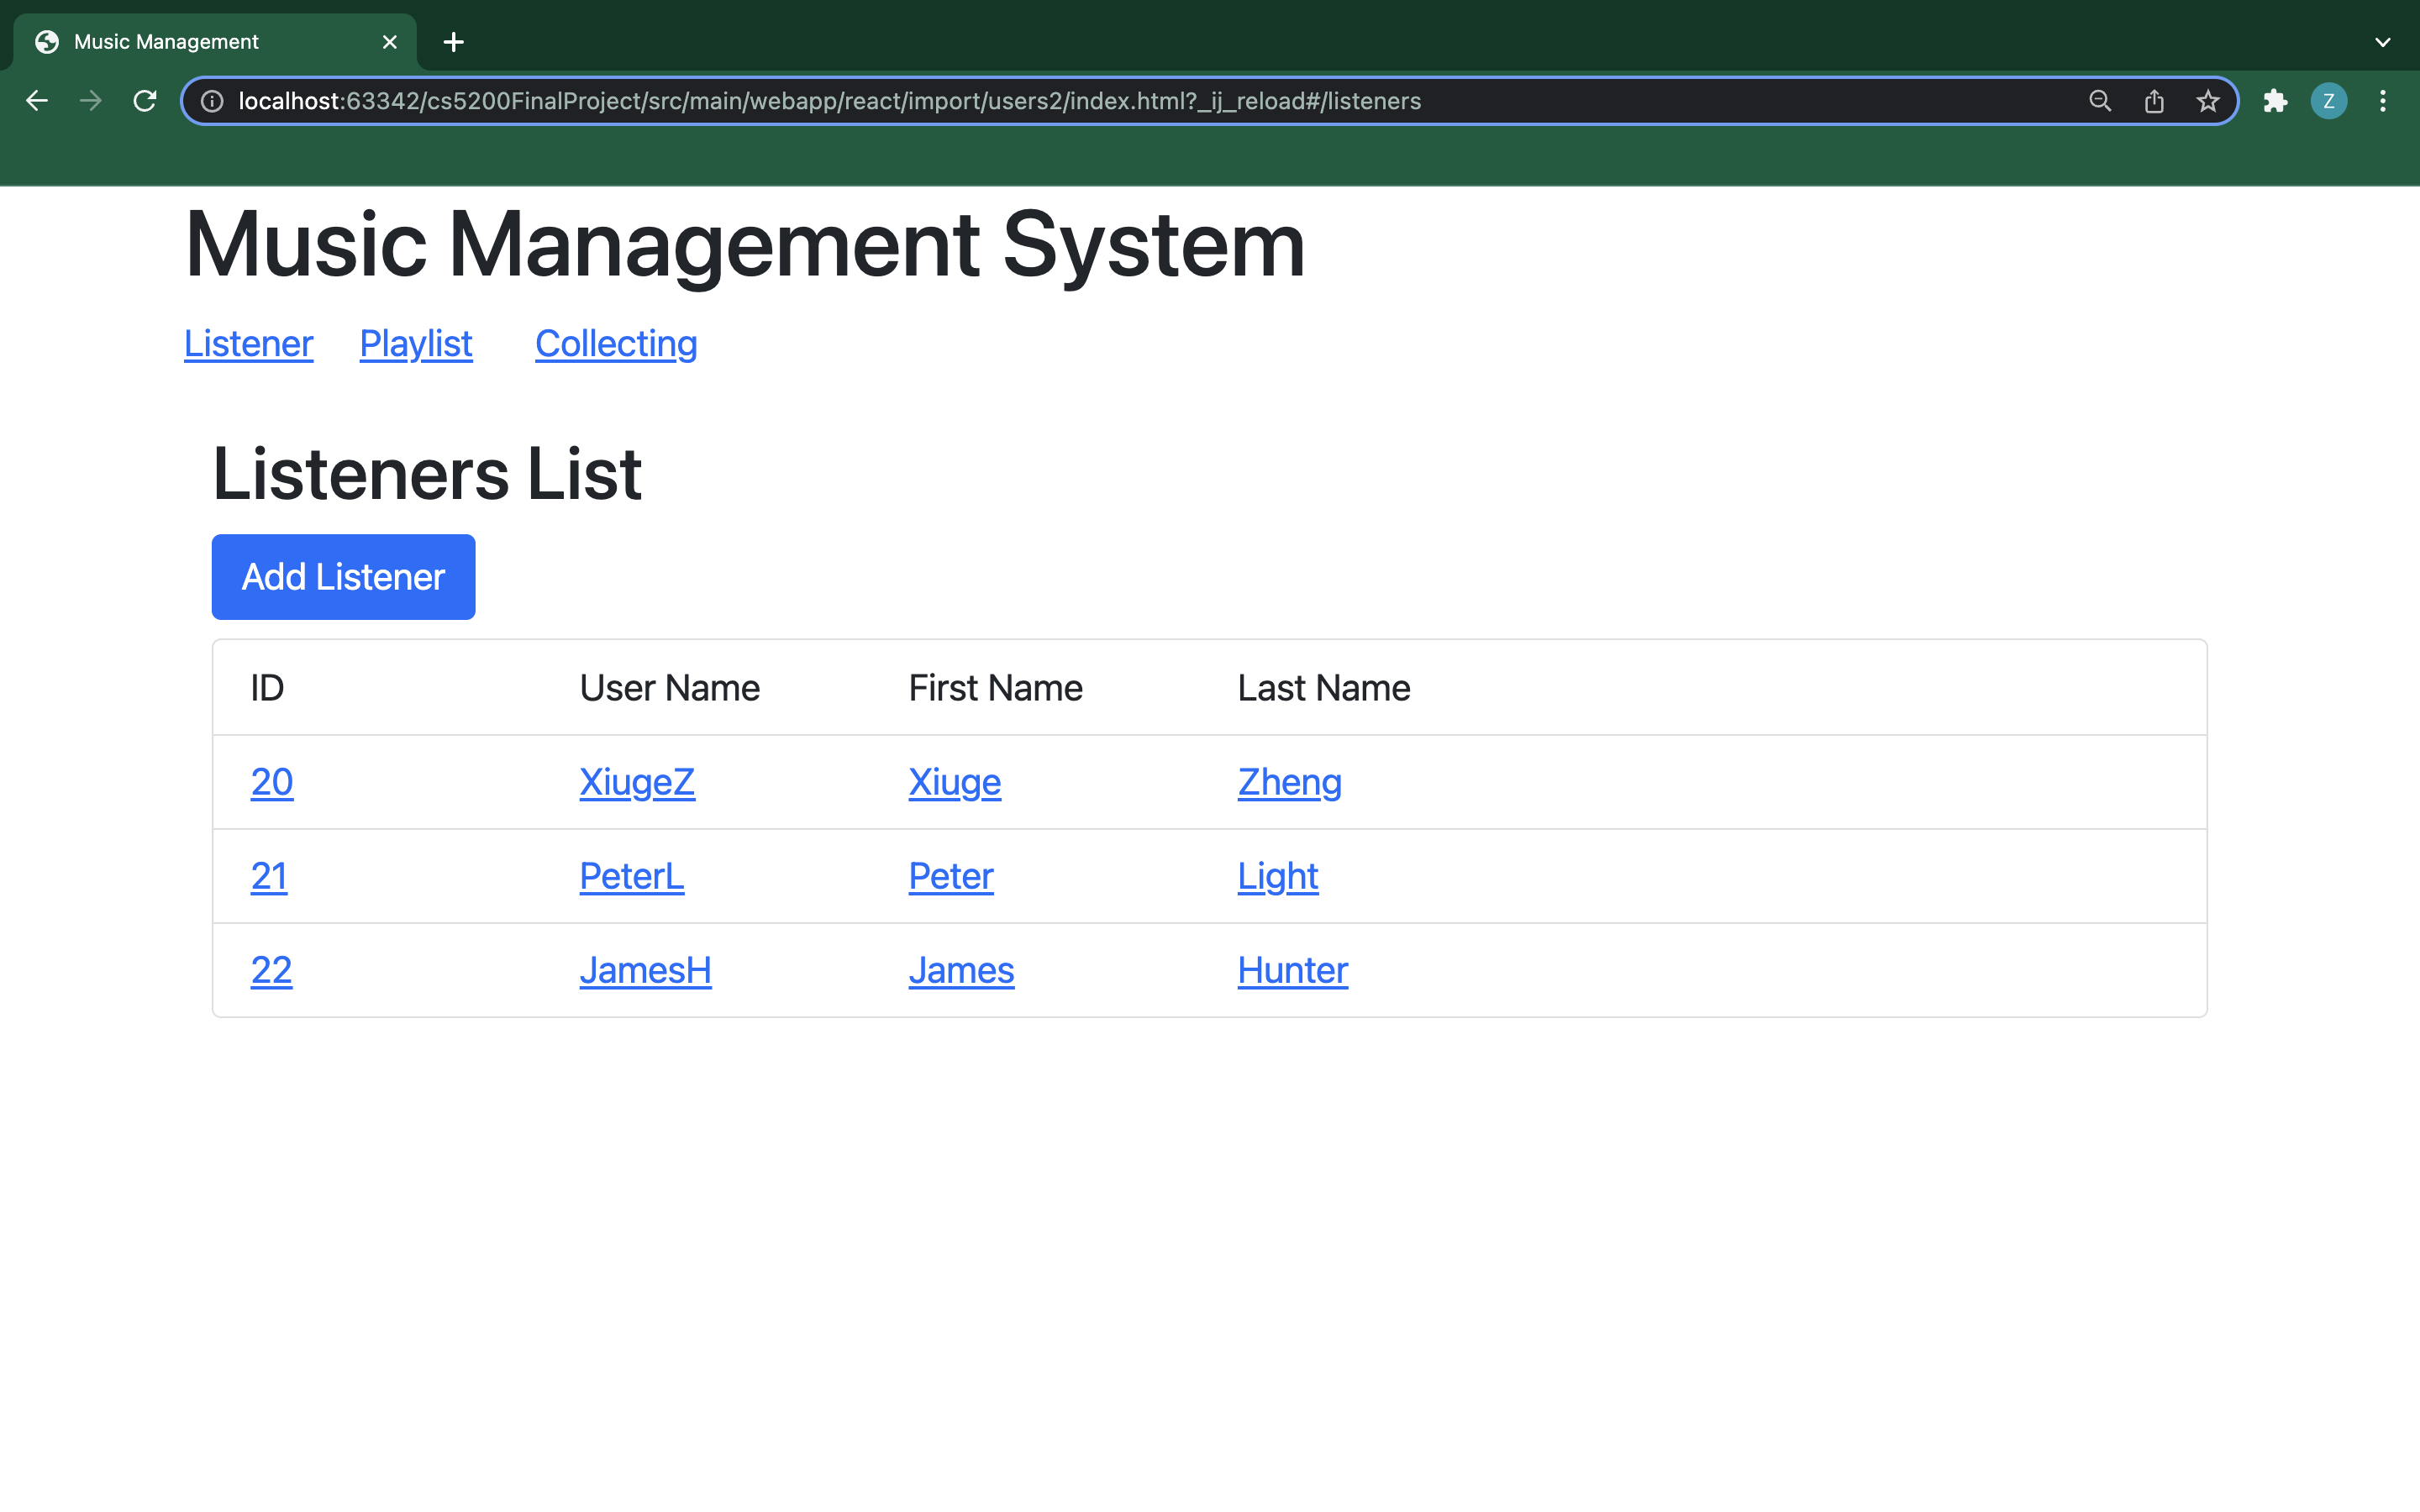 Music Management
localhost:63342/cs5200FinalProject/src/main/webapp/react/import/users2/index.html?_ij_reload#/listeners
Z
Music Management System
Listener Playlist Collecting
Listeners List
Add Listener
ID User Name First Name Last Name
20 XiugeZ Xiuge Zheng
21 PeterL Peter Light
22 JamesH James Hunter